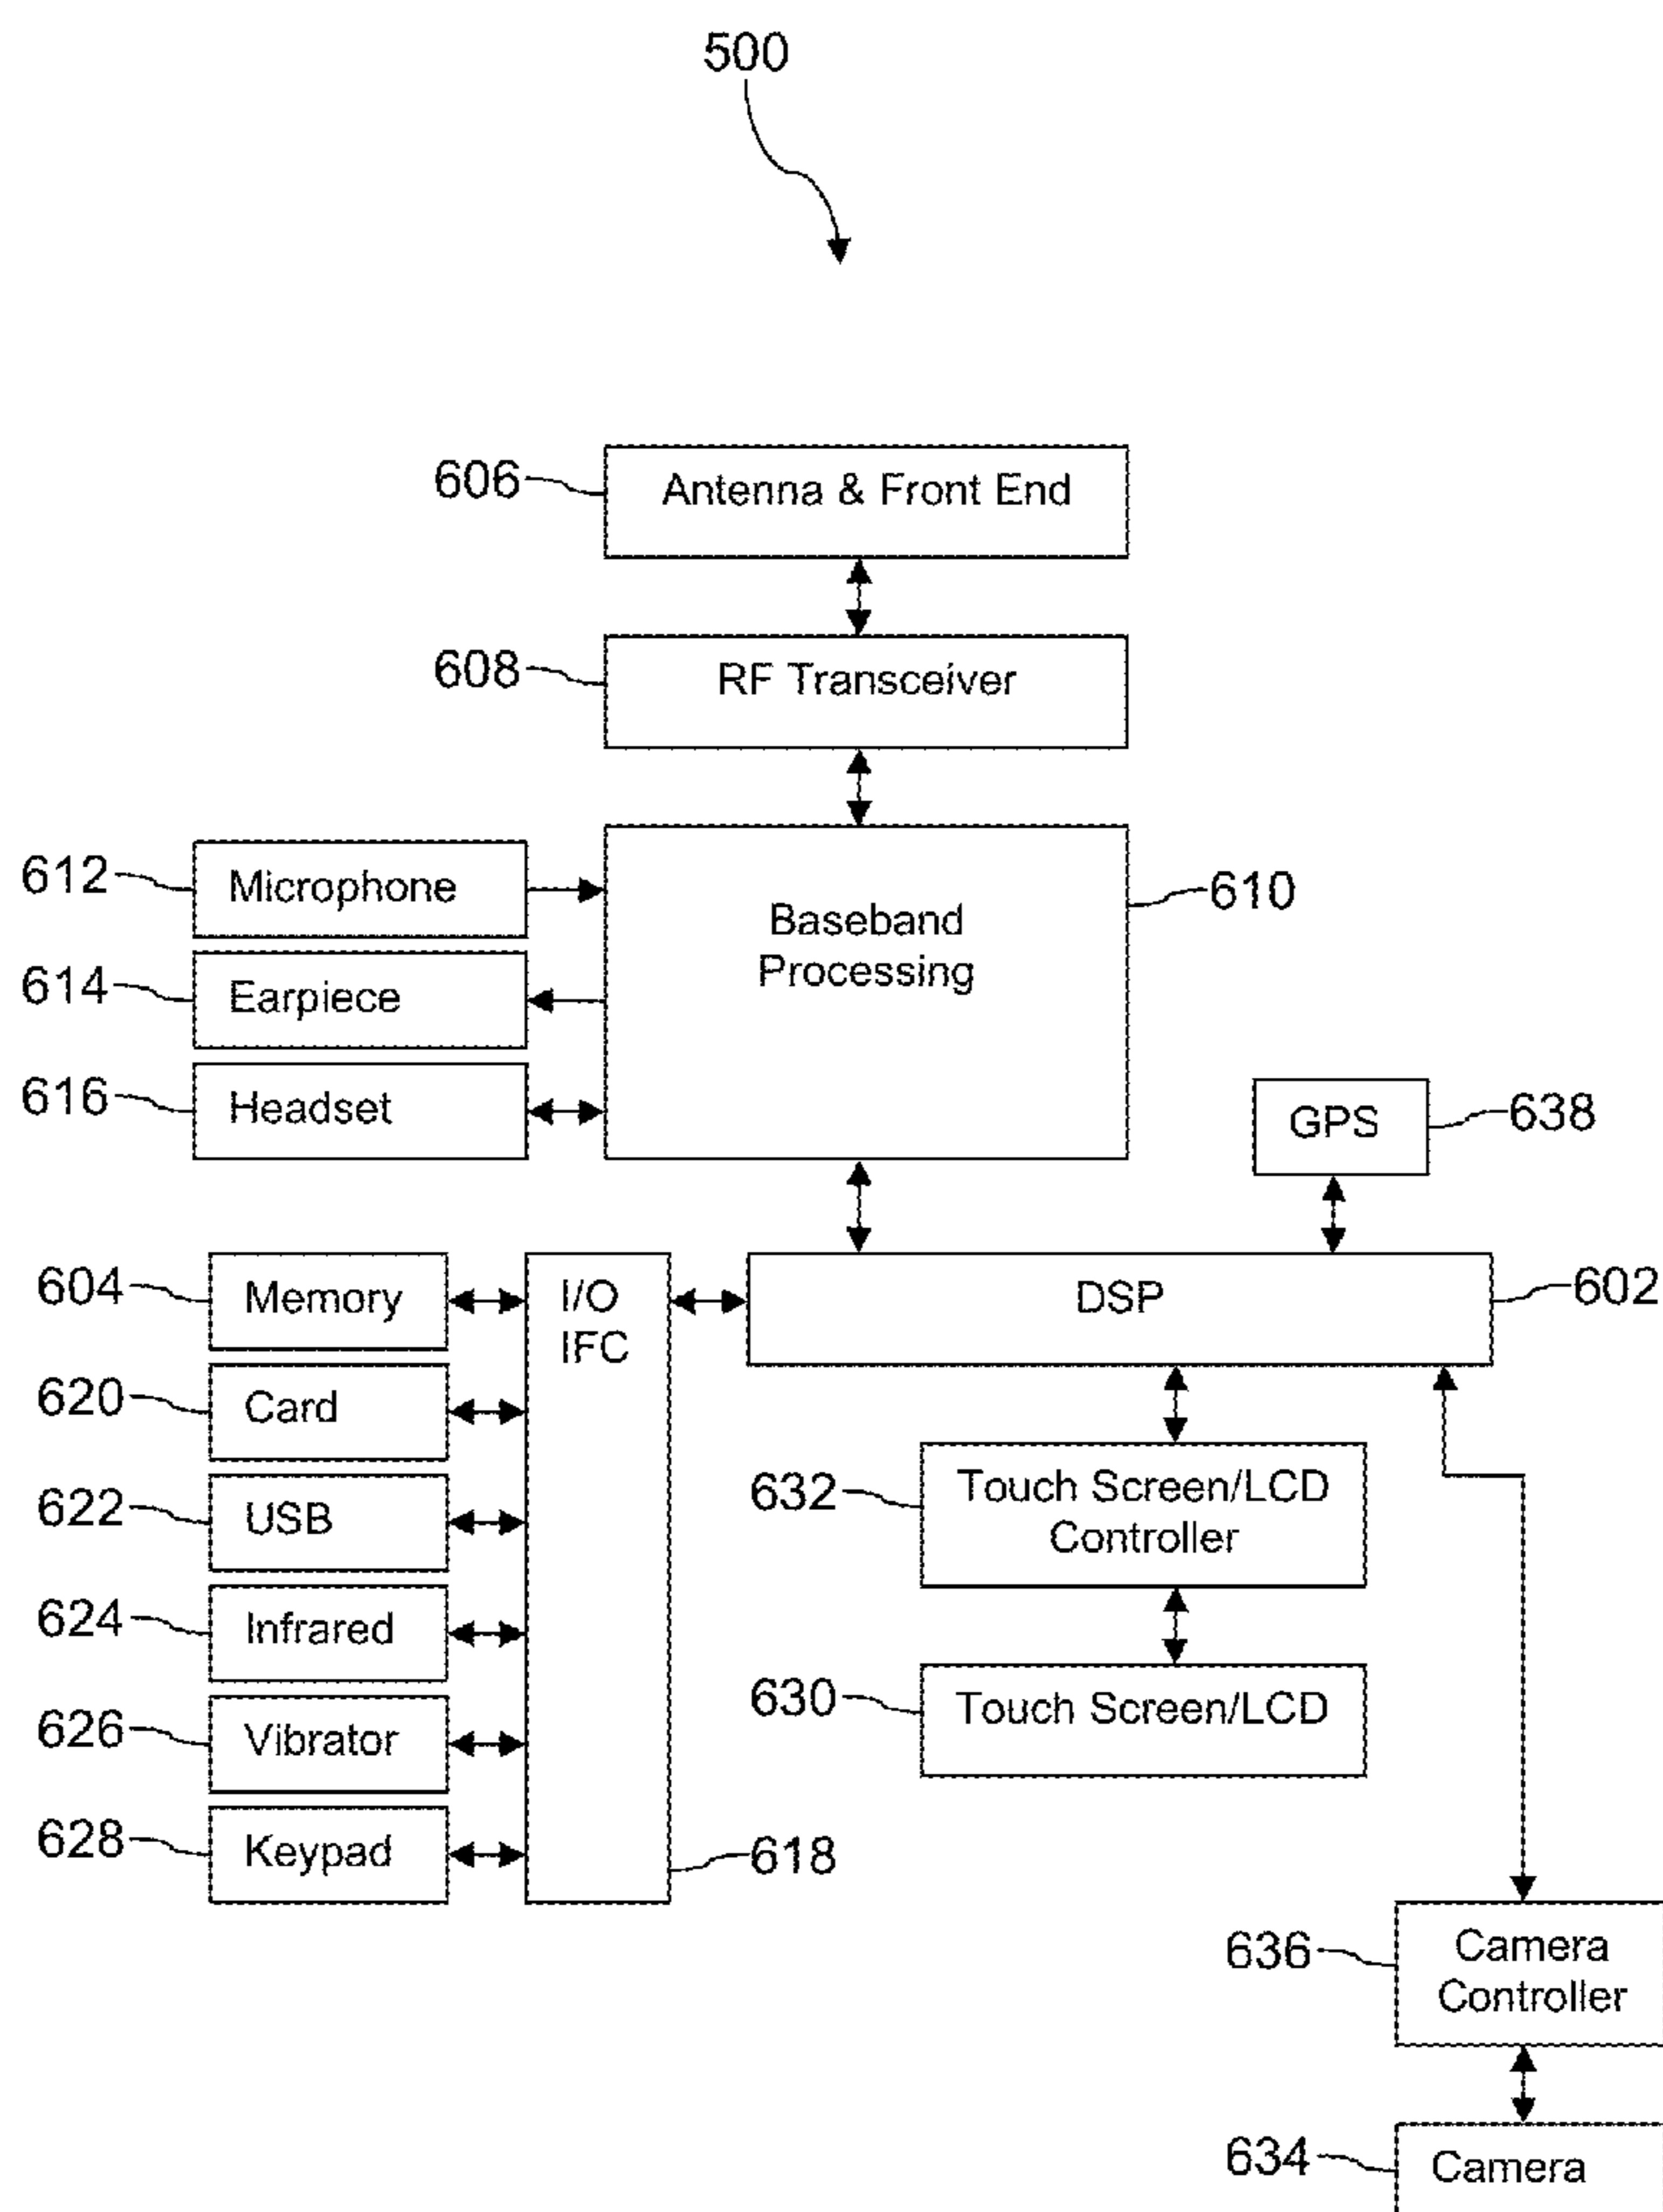 500
606
Antenna & Front End
608
RF Transceiver
612
Microphone
Baseband
Processing
610
614
Earpiece
616
Headset
GPS
638
604
Memory
I/O
IFC
DSP
602
620
Card
622
USB
632
Touch Screen/LCD
Controller
624
Infrared
630
Touch Screen/LCD
626
Vibrator
628
Keypad
618
636
Camera
Controller
634
Camera